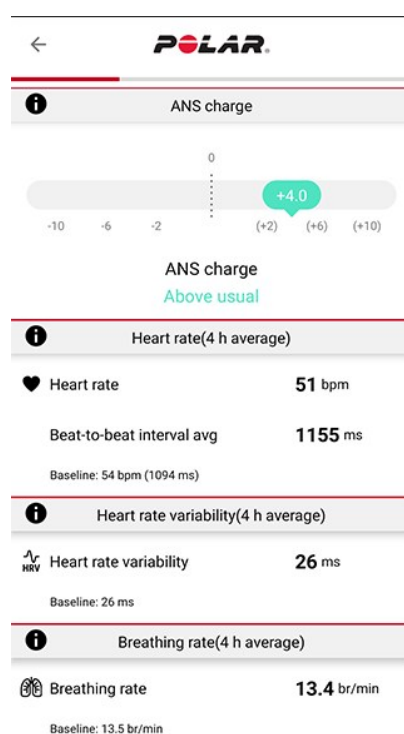 POLAR
ANS charge
0
+4.0
-10 -6 -2 (+2) (+6) (+10)
ANS charge
Above usual
Heart rate(4 h average)
Heart rate 51 bpm
Beat-to-beat interval avg 1155 ms
Baseline: 54 bpm (1094 ms)
Heart rate variability(4 h average)
HRV Heart rate variability 26 ms
Baseline: 26 ms
Breathing rate(4 h average)
Breathing rate 13.4 br/min
Baseline: 13.5 br/min